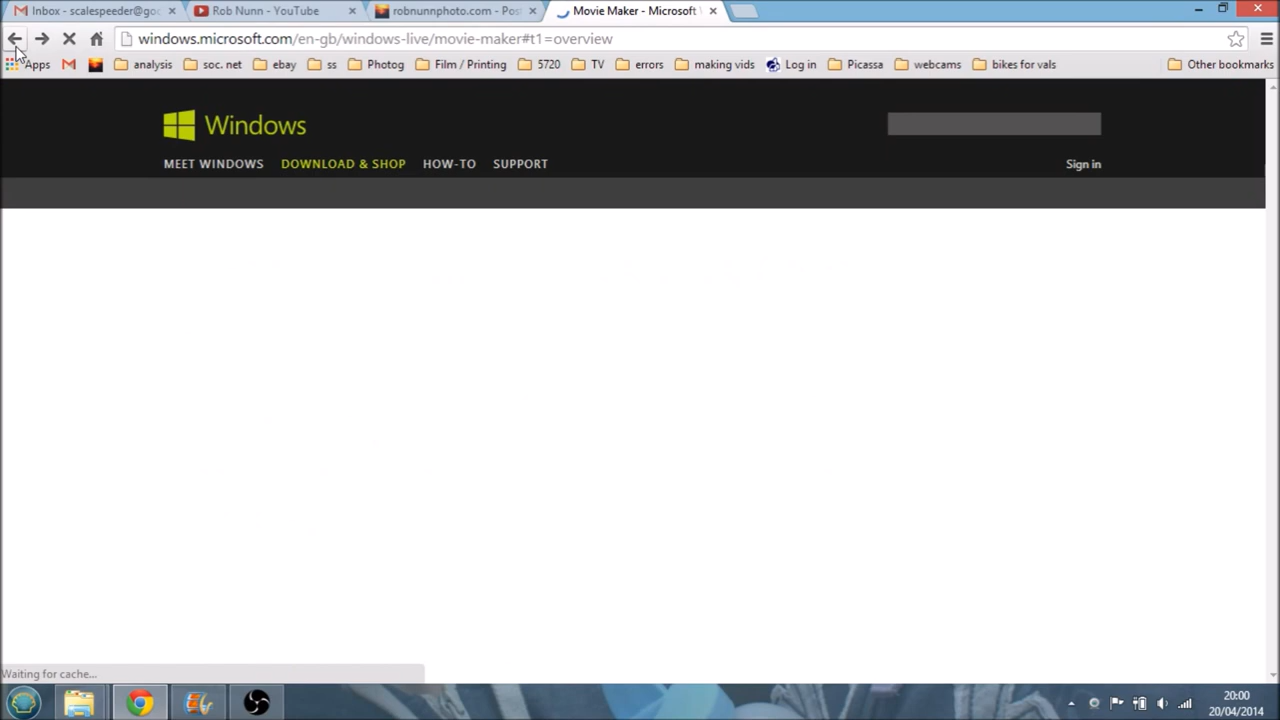 Inbox - scalespeeder@goo
Rob Nunn - YouTube
robnunnphoto.com - Pos
Movie Maker - Microsoft
windows.microsoft.com/en-gb/windows-live/movie-maker#t1=overview
Apps
analysis
soc. net
ebay
ss
Photog
Film / Printing
5720
TV
errors
making vids
Log in
Picassa
webcams
bikes for vals
Other bookmarks
Windows
MEET WINDOWS
DOWNLOAD & SHOP
HOW-TO
SUPPORT
Sign in
Waiting for cache...
20:00
20/04/2014